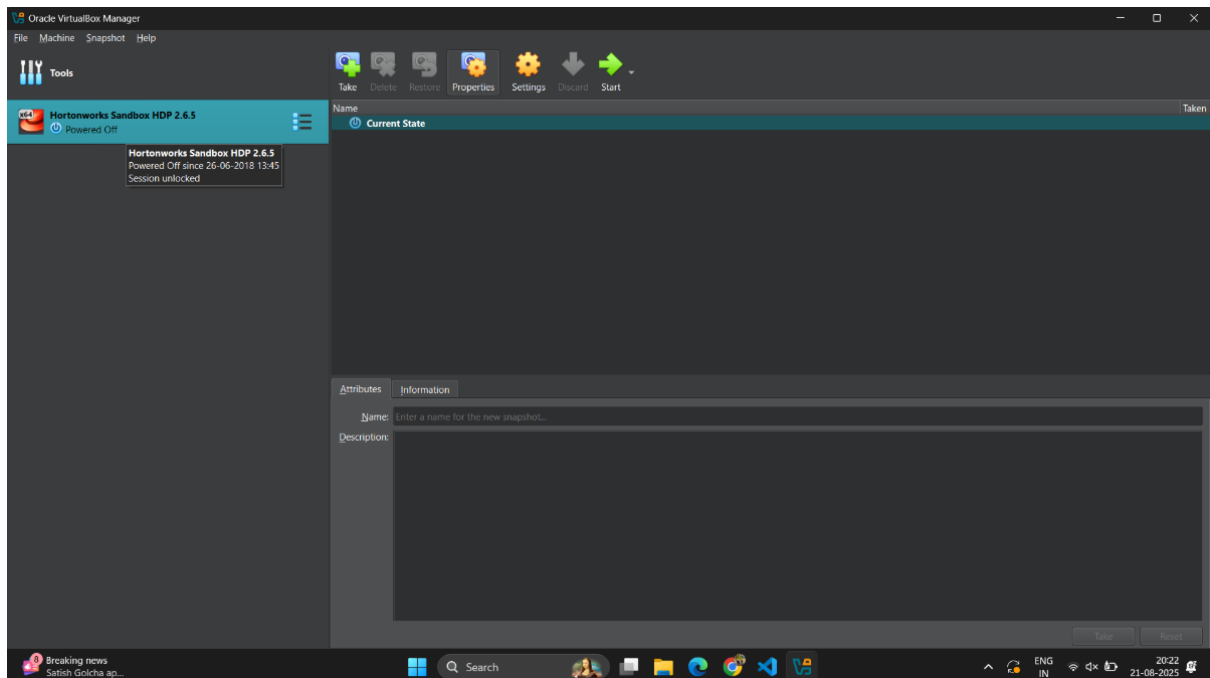 Oracle VirtualBox Manager
File Machine Snapshot Help
Tools
Take Delete Restore Properties Settings Discard Start
x64
Hortonworks Sandbox HDP 2.6.5
Powered Off
Hortonworks Sandbox HDP 2.6.5
Powered Off since 26-06-2018 13:45
Session unlocked
Name Taken
Current State
Attributes Information
Name: Enter a name for the new snapshot...
Description:
Take Reset
8
Breaking news
Satish Golcha ap...
Search
ENG
IN
20:22
21-08-2025